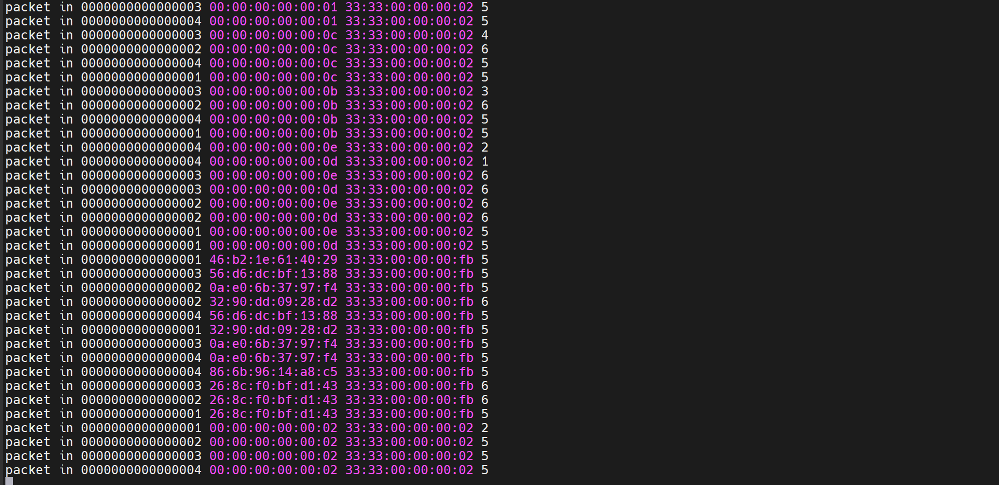 packet in 0000000000000003 00:00:00:00:00:01 33:33:00:00:00:02 5
packet in 0000000000000004 00:00:00:00:00:01 33:33:00:00:00:02 5
packet in 0000000000000003 00:00:00:00:00:0c 33:33:00:00:00:02 4
packet in 0000000000000002 00:00:00:00:00:0c 33:33:00:00:00:02 6
packet in 0000000000000004 00:00:00:00:00:0c 33:33:00:00:00:02 5
packet in 0000000000000001 00:00:00:00:00:0c 33:33:00:00:00:02 5
packet in 0000000000000003 00:00:00:00:00:0b 33:33:00:00:00:02 3
packet in 0000000000000002 00:00:00:00:00:0b 33:33:00:00:00:02 6
packet in 0000000000000004 00:00:00:00:00:0b 33:33:00:00:00:02 5
packet in 0000000000000001 00:00:00:00:00:0b 33:33:00:00:00:02 5
packet in 0000000000000004 00:00:00:00:00:0e 33:33:00:00:00:02 2
packet in 0000000000000004 00:00:00:00:00:0d 33:33:00:00:00:02 1
packet in 0000000000000003 00:00:00:00:00:0e 33:33:00:00:00:02 6
packet in 0000000000000003 00:00:00:00:00:0d 33:33:00:00:00:02 6
packet in 0000000000000002 00:00:00:00:00:0e 33:33:00:00:00:02 6
packet in 0000000000000002 00:00:00:00:00:0d 33:33:00:00:00:02 6
packet in 0000000000000001 00:00:00:00:00:0e 33:33:00:00:00:02 5
packet in 0000000000000001 00:00:00:00:00:0d 33:33:00:00:00:02 5
packet in 0000000000000001 46:b2:1e:61:40:29 33:33:00:00:00:fb 5
packet in 0000000000000003 56:d6:dc:bf:13:88 33:33:00:00:00:fb 5
packet in 0000000000000002 0a:e0:6b:37:97:f4 33:33:00:00:00:fb 5
packet in 0000000000000002 32:90:dd:09:28:d2 33:33:00:00:00:fb 6
packet in 0000000000000004 56:d6:dc:bf:13:88 33:33:00:00:00:fb 5
packet in 0000000000000001 32:90:dd:09:28:d2 33:33:00:00:00:fb 5
packet in 0000000000000003 0a:e0:6b:37:97:f4 33:33:00:00:00:fb 5
packet in 0000000000000004 0a:e0:6b:37:97:f4 33:33:00:00:00:fb 5
packet in 0000000000000004 86:6b:96:14:a8:c5 33:33:00:00:00:fb 5
packet in 0000000000000003 26:8c:f0:bf:d1:43 33:33:00:00:00:fb 6
packet in 0000000000000002 26:8c:f0:bf:d1:43 33:33:00:00:00:fb 6
packet in 0000000000000001 26:8c:f0:bf:d1:43 33:33:00:00:00:fb 5
packet in 0000000000000001 00:00:00:00:00:02 33:33:00:00:00:02 2
packet in 0000000000000002 00:00:00:00:00:02 33:33:00:00:00:02 5
packet in 0000000000000003 00:00:00:00:00:02 33:33:00:00:00:02 5
packet in 0000000000000004 00:00:00:00:00:02 33:33:00:00:00:02 5